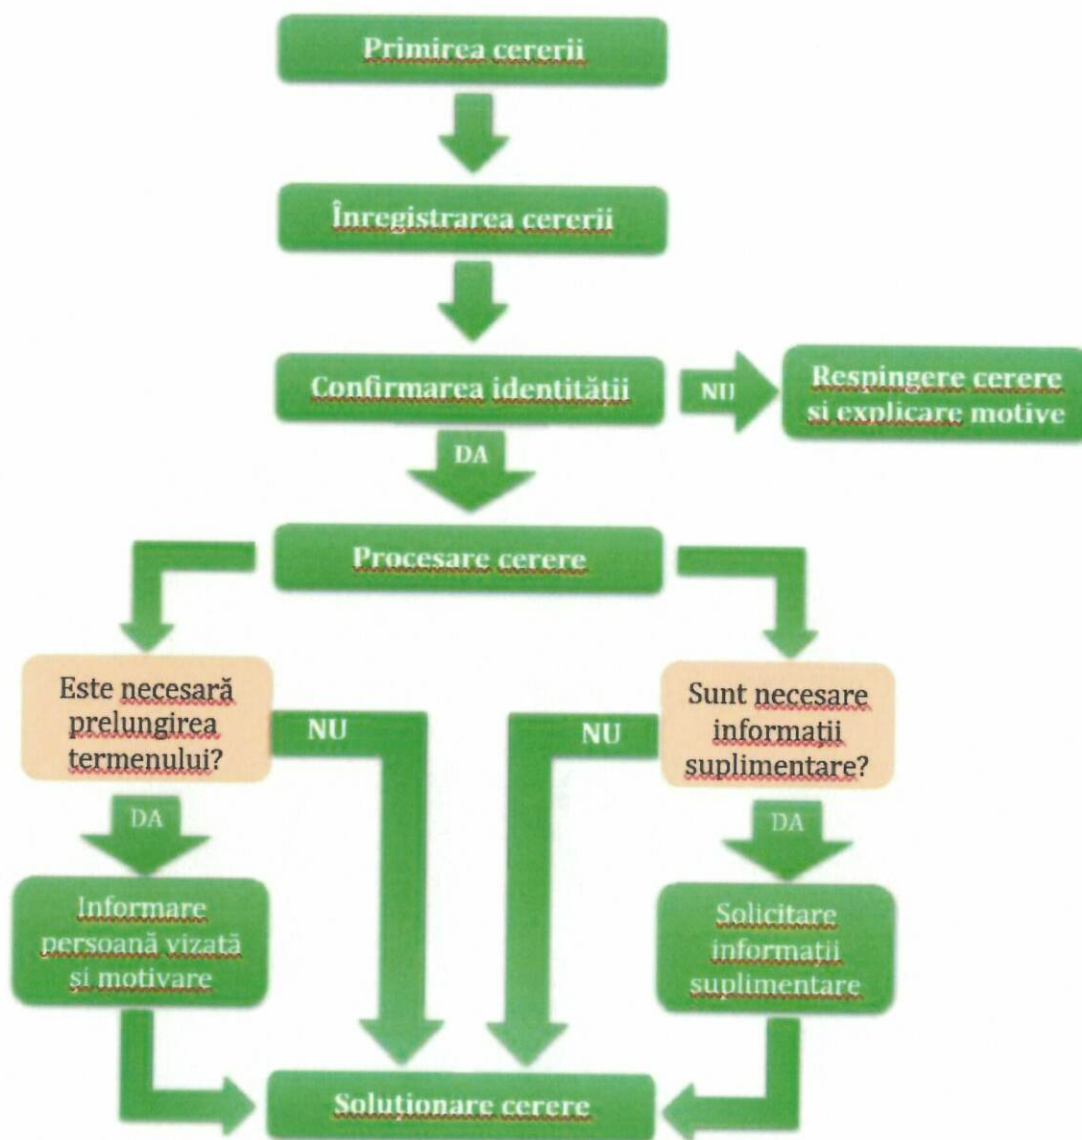 Primirea cererii
Înregistrarea cererii
Confirmarea identității
NU
Respingere cerere
si explicare motive
DA
Procesare cerere
Este necesară
prelungirea
termenului?
NU
NU
Sunt necesare
informații
suplimentare?
DA
DA
Informare
persoană vizată
și motivare
Solicitare
informații
suplimentare
Soluționare cerere